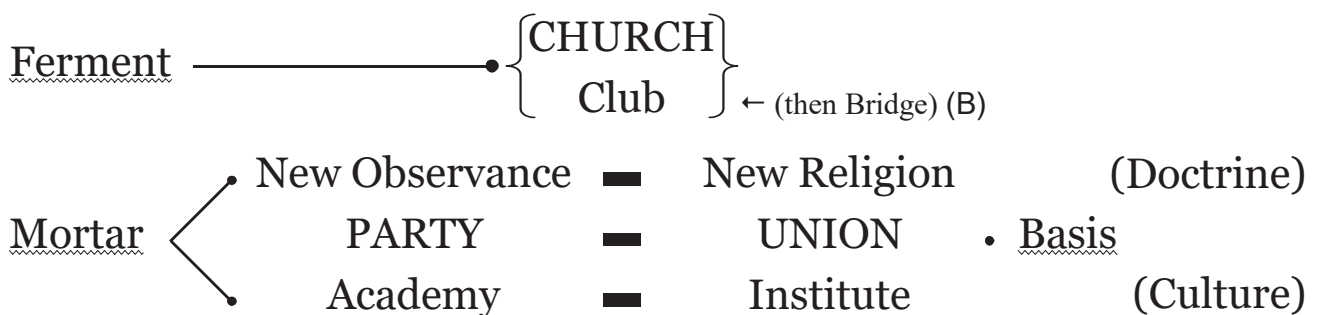 CHURCH
Ferment
Club ← (then Bridge) (B)
New Observance New Religion (Doctrine)
Mortar PARTY UNION • Basis
Academy Institute (Culture)